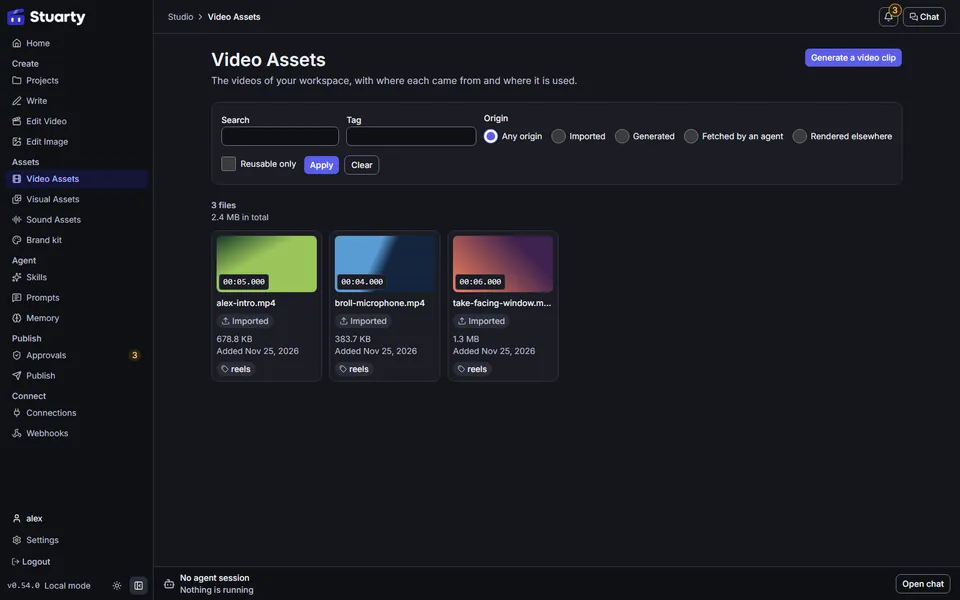 Stuarty
Home
Create
Projects
Write
Edit Video
Edit Image
Assets
Video Assets
Visual Assets
Sound Assets
Brand kit
Agent
Skills
Prompts
Memory
Publish
Approvals 3
Publish
Connect
Connections
Webhooks
alex
Settings
Logout
v0.54.0 Local mode
Studio > Video Assets
3
Chat
Video Assets
Generate a video clip
The videos of your workspace, with where each came from and where it is used.
Search
Tag
Origin
Any origin
Imported
Generated
Fetched by an agent
Rendered elsewhere
Reusable only
Apply
Clear
3 files
2.4 MB in total
00:05.000
alex-intro.mp4
Imported
678.8 KB
Added Nov 25, 2026
reels
00:04.000
broll-microphone.mp4
Imported
383.7 KB
Added Nov 25, 2026
reels
00:06.000
take-facing-window.m...
Imported
1.3 MB
Added Nov 25, 2026
reels
No agent session
Nothing is running
Open chat